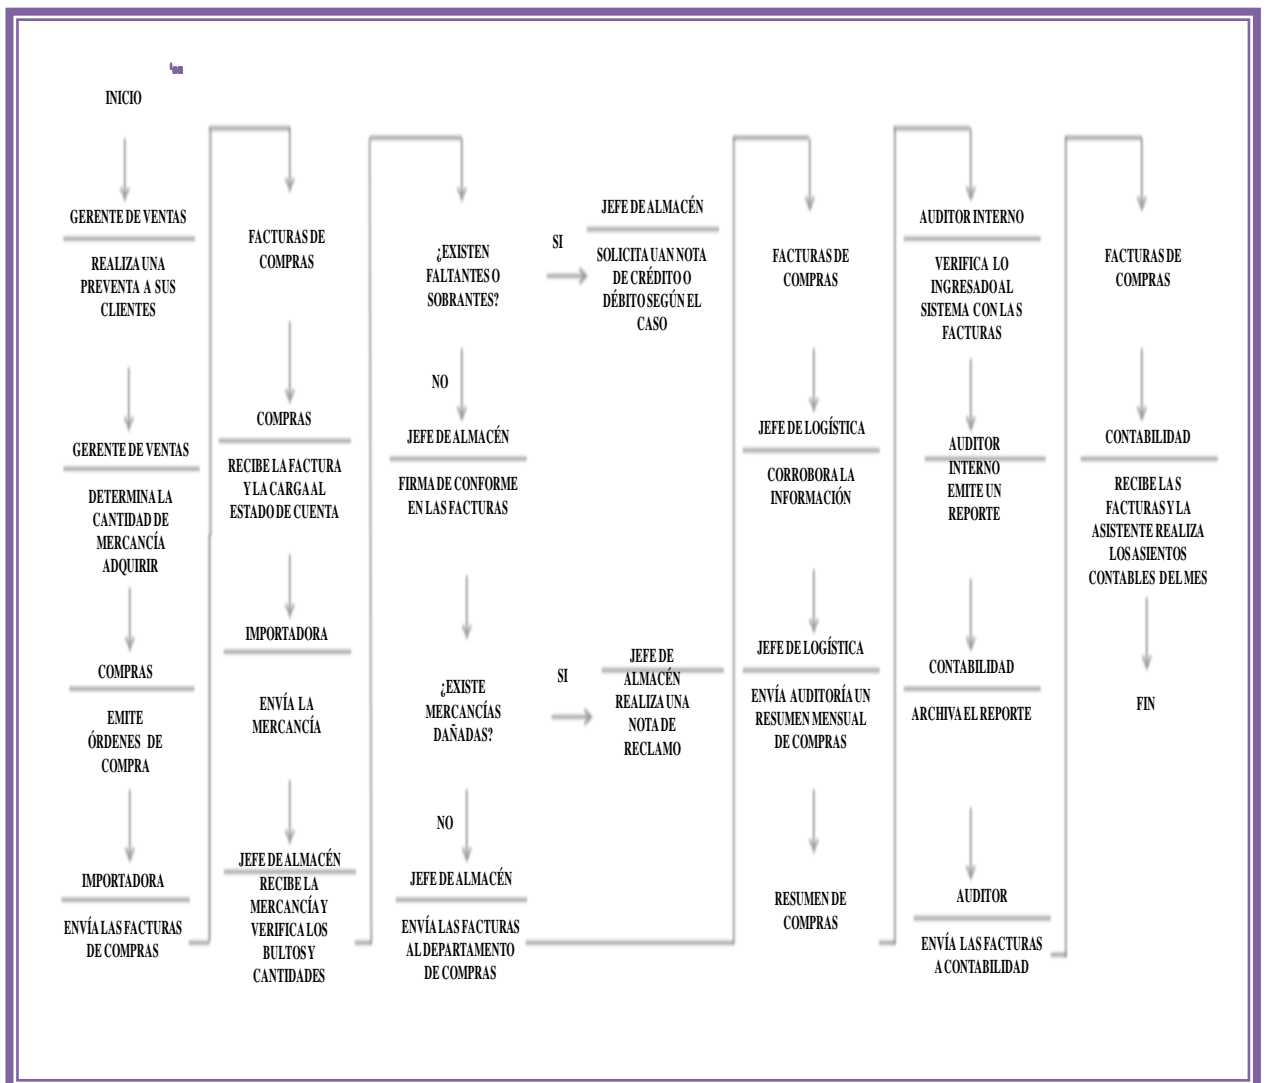 INICIO
GERENTE DE VENTAS
REALIZA UNA
PREVENTA A SUS
CLIENTES
GERENTE DE VENTAS
DETERMINA LA
CANTIDAD DE
MERCANCÍA
ADQUIRIR
COMPRAS
EMITE
ÓRDENES DE
COMPRA
IMPORTADORA
ENVÍA LAS FACTURAS
DE COMPRAS
FACTURAS DE
COMPRAS
COMPRAS
RECIBE LA FACTURA
Y LA CARGA AL
ESTADO DE CUENTA
IMPORTADORA
ENVÍA LA
MERCANCÍA
JEFE DE ALMACÉN
RECIBE LA
MERCANCÍA Y
VERIFICA LOS
BULTOS Y
CANTIDADES
¿EXISTEN
FALTANTES O
SOBRANTES?
SI
JEFE DE ALMACÉN
SOLICITA UAN NOTA
DE CRÉDITO O
DÉBITO SEGÚN EL
CASO
NO
JEFE DE ALMACÉN
FIRMA DE CONFORME
EN LAS FACTURAS
¿EXISTE
MERCANCÍAS
DAÑADAS?
SI
JEFE DE
ALMACÉN
REALIZA UNA
NOTA DE
RECLAMO
NO
JEFE DE ALMACÉN
ENVÍA LAS FACTURAS
AL DEPARTAMENTO
DE COMPRAS
FACTURAS DE
COMPRAS
JEFE DE LOGÍSTICA
CORROBORA LA
INFORMACIÓN
JEFE DE LOGÍSTICA
ENVÍA AUDITORÍA UN
RESUMEN MENSUAL
DE COMPRAS
RESUMEN DE
COMPRAS
AUDITOR INTERNO
VERIFICA LO
INGRESADO AL
SISTEMA CON LAS
FACTURAS
AUDITOR
INTERNO
EMITE UN
REPORTE
CONTABILIDAD
ARCHIVA EL REPORTE
AUDITOR
ENVÍA LAS FACTURAS
A CONTABILIDAD
FACTURAS DE
COMPRAS
CONTABILIDAD
RECIBE LAS
FACTURAS Y LA
ASISTENTE REALIZA
LOS ASIENTOS
CONTABLES DEL MES
FIN